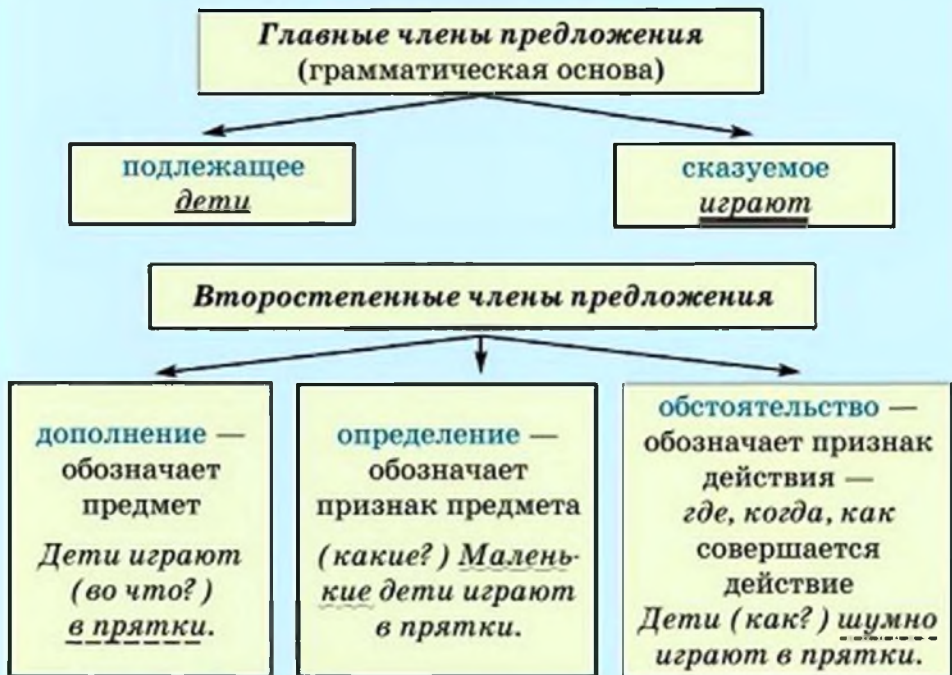 Главные члены предложения
(грамматическая основа)
подлежащее
дети
сказуемое
играют
Второстепенные члены предложения
дополнение —
обозначает
предмет
Дети играют
(во что?)
в прятки.
определение —
обозначает
признак предмета
(какие?) Малень-
кие дети играют
в прятки.
обстоятельство —
обозначает признак
действия —
где, когда, как
совершается
действие
Дети (как?) шумно
играют в прятки.